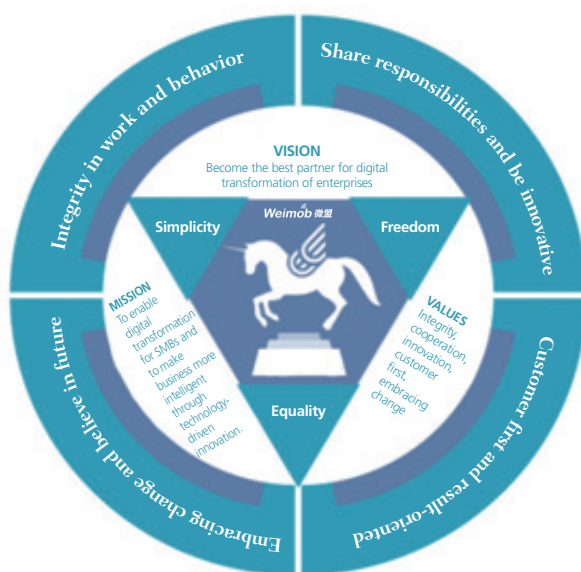 Integrity in work and behavior
Share responsibilities and be innovative
VISION
Become the best partner for digital
transformation of enterprises
Simplicity
Weimob 微盟
Freedom
MISSION
To enable
digital
transformation
for SMBs and
to make
business more
intelligent
through
technology-
driven
innovation.
VALUES
Integrity,
cooperation,
innovation,
customer
first,
embracing
change
Equality
Embracing change and believe in future
Customer first and result-oriented